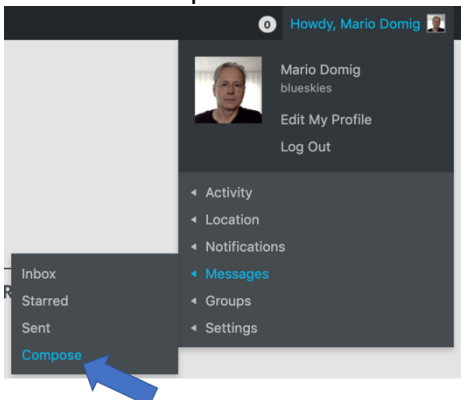 0 Howdy, Mario Domig
Mario Domig
blueskies
Edit My Profile
Log Out
Activity
Location
Notifications
Messages
Groups
Settings
Inbox
Starred
Sent
Compose